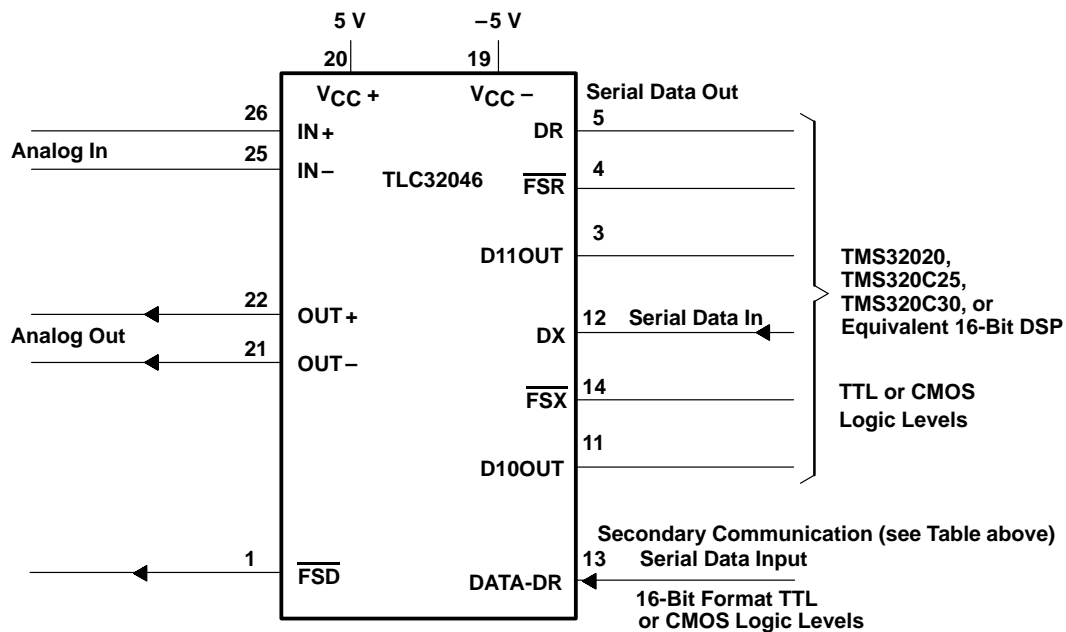 5 V
–5 V
20
19
VCC +
VCC –
Serial Data Out
26
IN +
DR
5
Analog In
25
IN –
TLC32046
FSR
4
D11OUT
3
TMS32020,
TMS320C25,
TMS320C30, or
Equivalent 16-Bit DSP
22
OUT +
DX
12
Serial Data In
Analog Out
21
OUT –
FSX
14
TTL or CMOS
Logic Levels
D10OUT
11
Secondary Communication (see Table above)
1
FSD
DATA-DR
13
Serial Data Input
16-Bit Format TTL
or CMOS Logic Levels